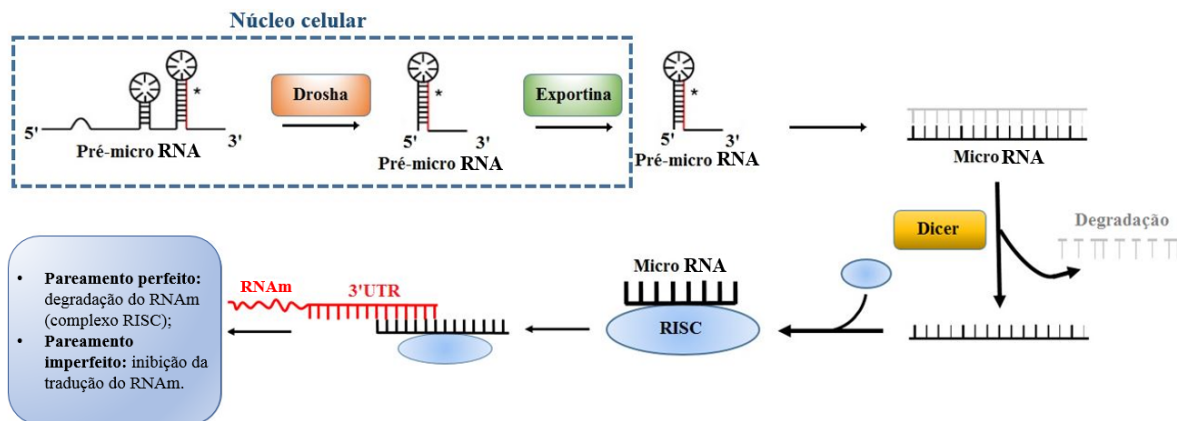 Núcleo celular
Drosha
Exportina
*
*
*
5'
3'
5'
3'
5'
3'
Pré-micro RNA
Pré-micro RNA
Pré-micro RNA
Micro RNA
Dicer
Degradação
Micro RNA
RISC
RNAm
3'UTR
• Pareamento perfeito:
degradação do RNAm
(complexo RISC);
• Pareamento
imperfeito: inibição da
tradução do RNAm.